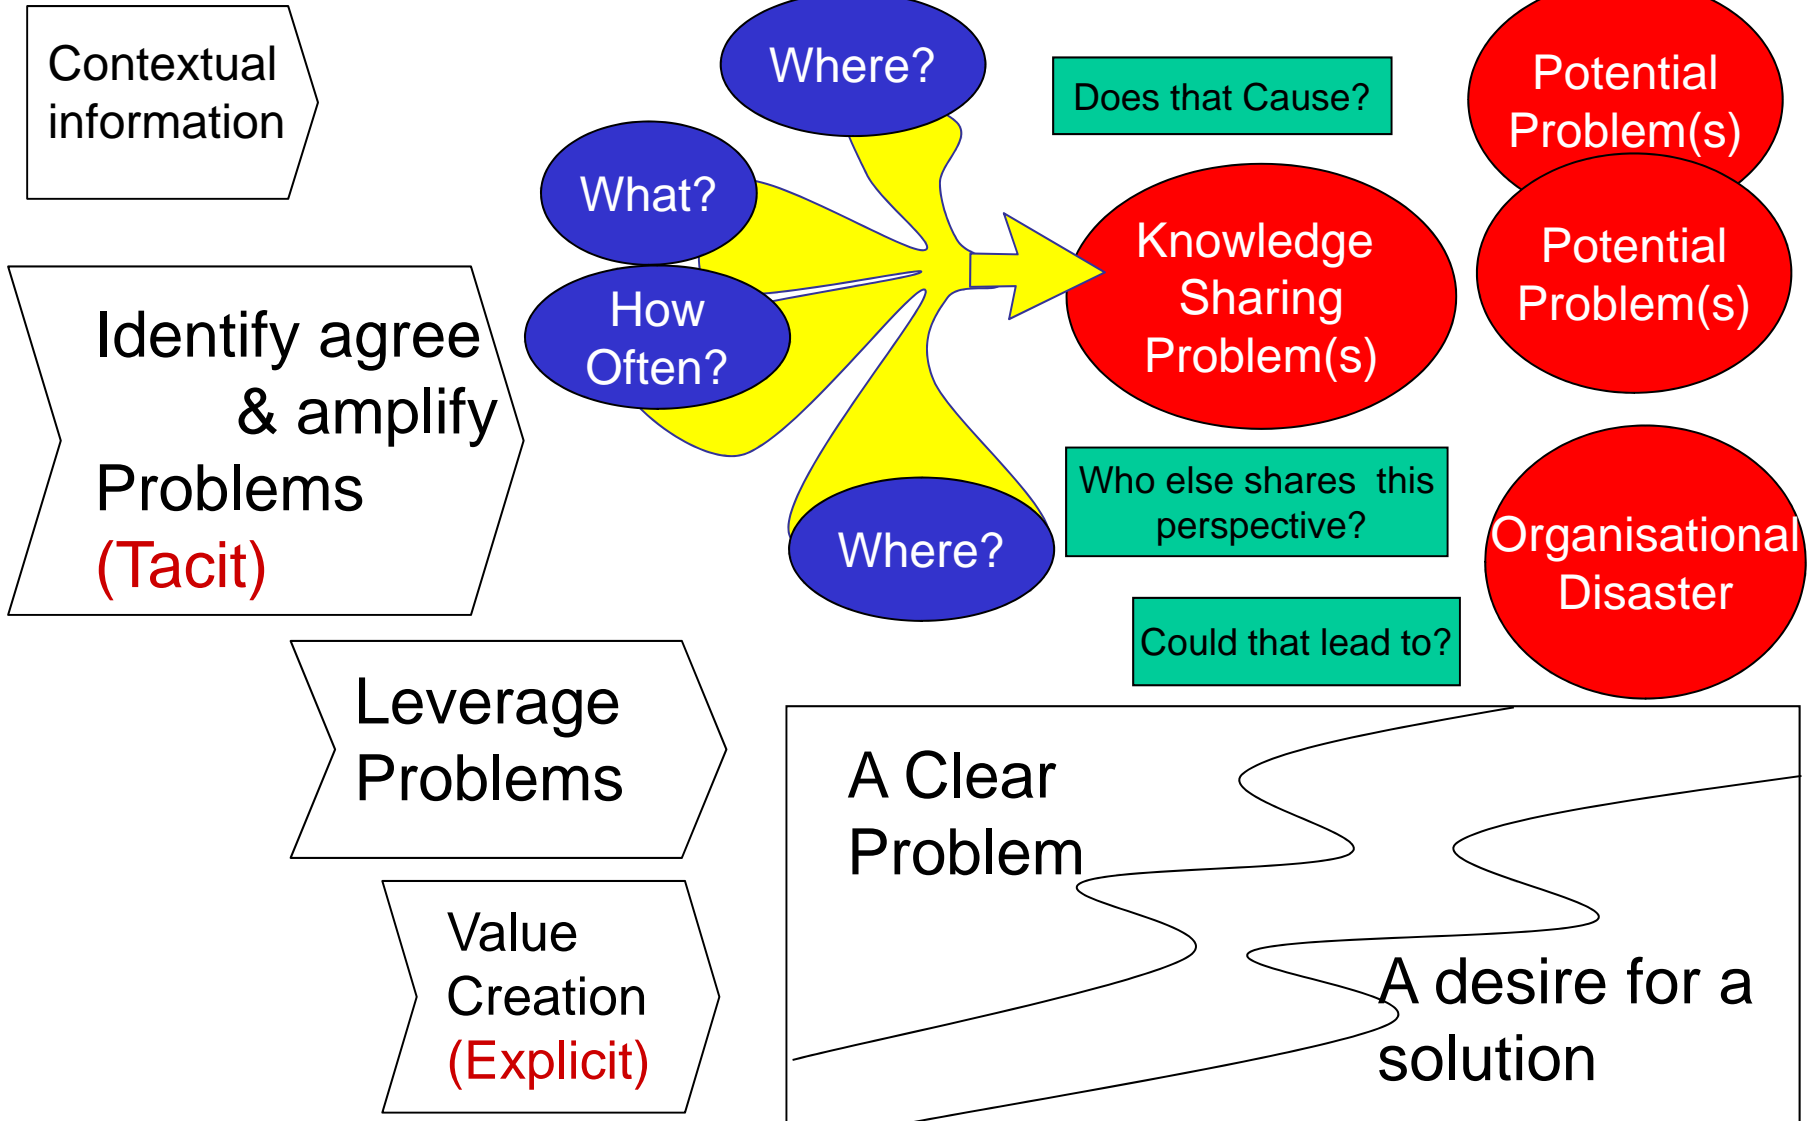 Contextual
information
Where?
Does that Cause?
Potential
Problem(s)
What?
Knowledge
Sharing
Problem(s)
Potential
Problem(s)
How
Often?
Identify agree
& amplify
Problems
(Tacit)
Who else shares this
perspective?
Where?
Organisational
Disaster
Could that lead to?
Leverage
Problems
A Clear
Problem
Value
Creation
(Explicit)
A desire for a
solution